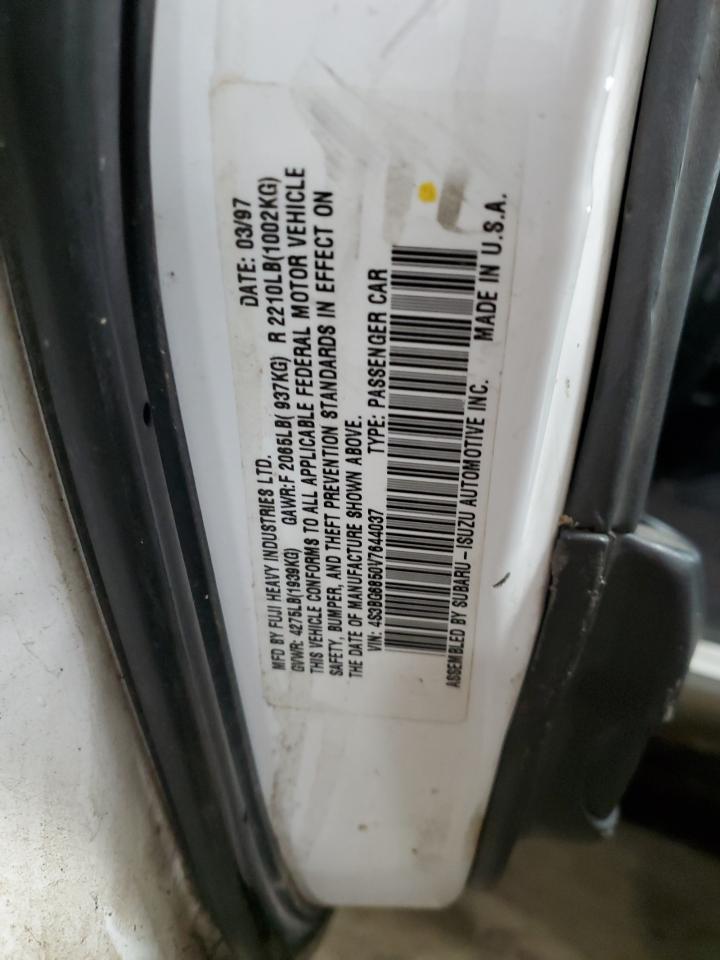 MFD BY FUJI HEAVY INDUSTRIES LTD. DATE: 03/97
GVWR: 4275LB(1939KG) GAWR:F 2065LB( 937KG) R 2210LB(1002KG)
THIS VEHICLE CONFORMS TO ALL APPLICABLE FEDERAL MOTOR VEHICLE
SAFETY, BUMPER, AND THEFT PREVENTION STANDARDS IN EFFECT ON
THE DATE OF MANUFACTURE SHOWN ABOVE.
VIN: 4S3BG6850V7644037 TYPE: PASSENGER CAR
ASSEMBLED BY SUBARU-ISUZU AUTOMOTIVE INC. MADE IN U.S.A.